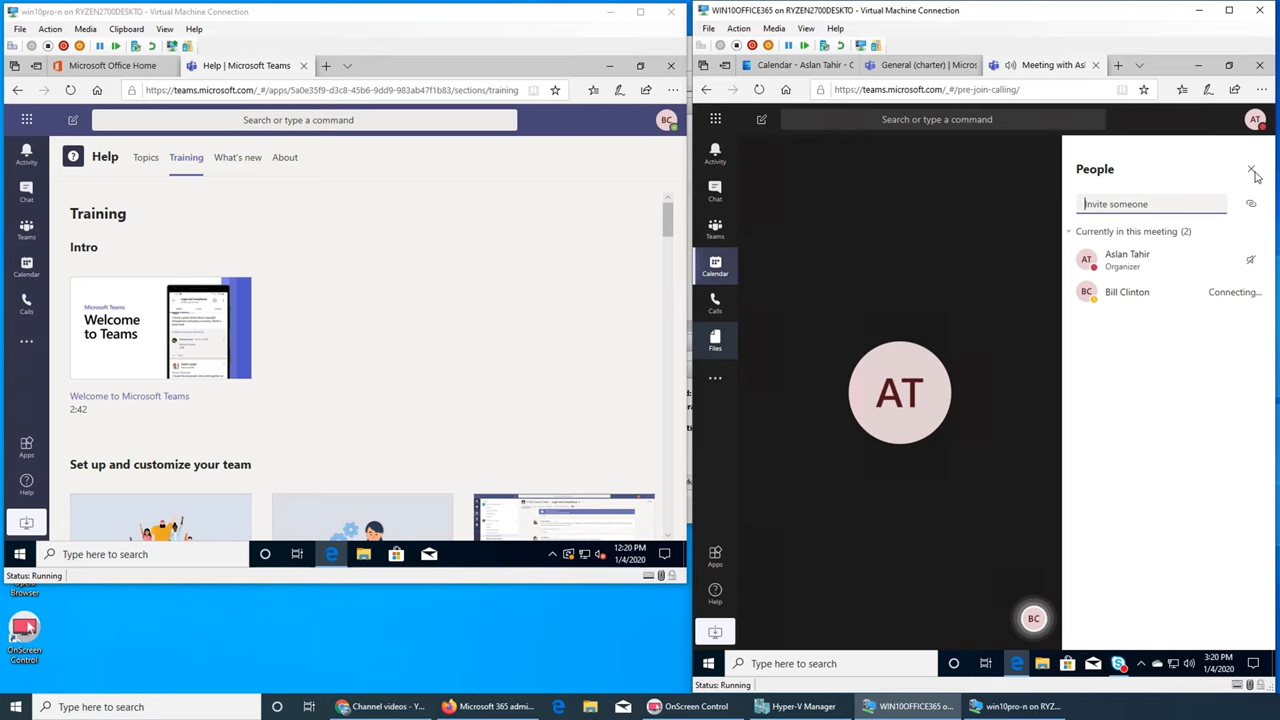 win10pro-n on RYZEN2700DESKTO - Virtual Machine Connection
File Action Media Clipboard View Help
Microsoft Office Home
Help | Microsoft Teams
https://teams.microsoft.com/_#/apps/5a0e35f9-d3c8-45b6-9dd9-983ab47f1b83/sections/training
Search or type a command
BC
Activity
Chat
Teams
Calendar
Calls
Apps
Help
Help Topics Training What's new About
Training
Intro
Microsoft Teams
Welcome
to Teams
Welcome to Microsoft Teams
2:42
Set up and customize your team
Type here to search
12:20 PM
1/4/2020
Status: Running
Browser
OnScreen
Control
WIN10OFFICE365 on RYZEN2700DESKTO - Virtual Machine Connection
File Action Media View Help
Calendar - Aslan Tahir - C
General (charter) | Micros
Meeting with Asl
https://teams.microsoft.com/_#/pre-join-calling/
Search or type a command
AT
Activity
Chat
Teams
Calendar
Calls
Files
Apps
Help
AT
BC
People
Invite someone
Currently in this meeting (2)
AT
Aslan Tahir
Organizer
BC
Bill Clinton
Connecting...
Type here to search
3:20 PM
1/4/2020
Status: Running
Type here to search
Channel videos - Y...
Microsoft 365 admi...
OnScreen Control
Hyper-V Manager
WIN10OFFICE365 o...
win10pro-n on RYZ...